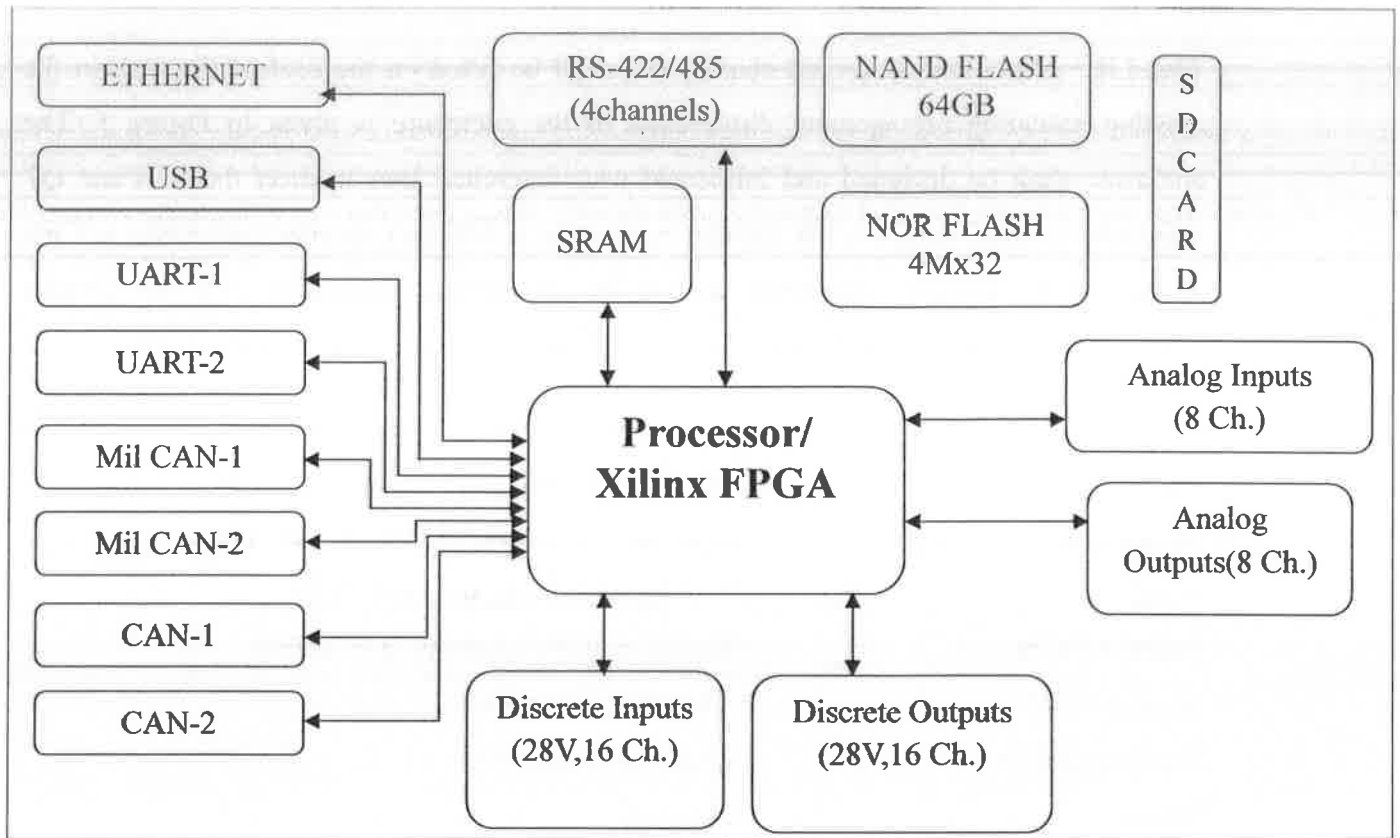 ETHERNET
USB
UART-1
UART-2
Mil CAN-1
Mil CAN-2
CAN-1
CAN-2
RS-422/485
(4channels)
SRAM
NAND FLASH
64GB
NOR FLASH
4Mx32
S
D
C
A
R
D
Processor/
Xilinx FPGA
Analog Inputs
(8 Ch.)
Analog
Outputs(8 Ch.)
Discrete Inputs
(28V,16 Ch.)
Discrete Outputs
(28V,16 Ch.)